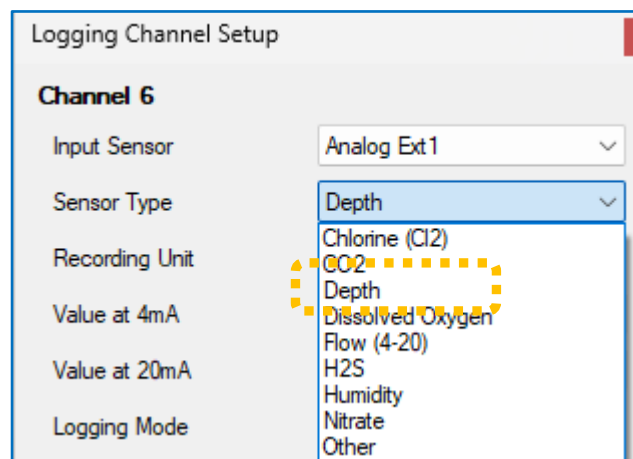 Logging Channel Setup
Channel 6
Input Sensor Analog Ext1
Sensor Type Depth
Chlorine (Cl2)
Recording Unit CO2
Depth
Value at 4mA Dissolved Oxygen
Flow (4-20)
Value at 20mA H2S
Humidity
Logging Mode Nitrate
Other